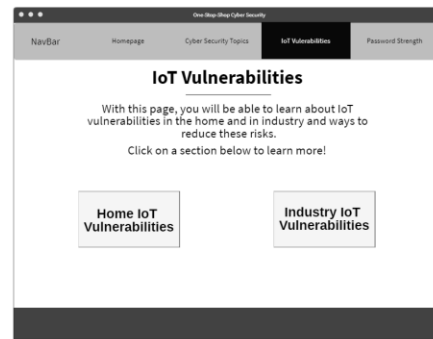 One-Stop-Shop Cyber Security
NavBar Homepage Cyber Security Topics IoT Vulnerabilities Password Strength
IoT Vulnerabilities
With this page, you will be able to learn about IoT
vulnerabilities in the home and in industry and ways to
reduce these risks.
Click on a section below to learn more!
Home IoT
Vulnerabilities
Industry IoT
Vulnerabilities